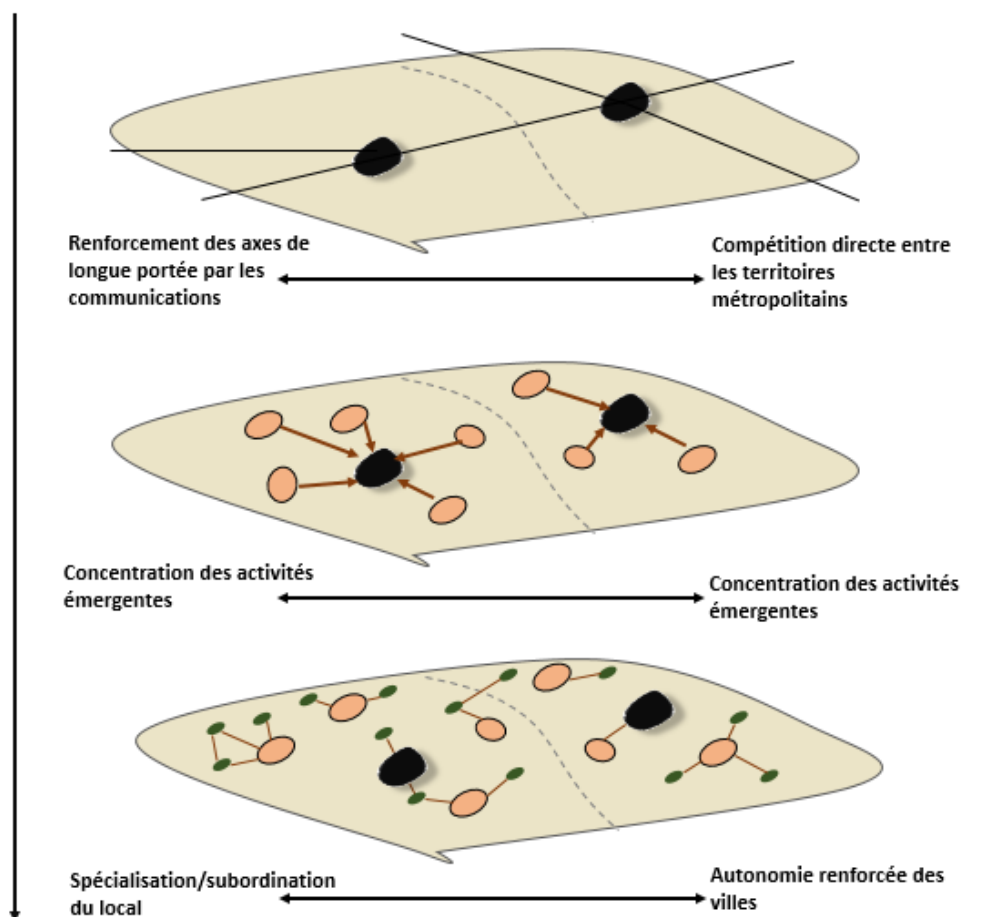 Renforcement des axes de
longue portée par les
communications
Compétition directe entre
les territoires
métropolitains
Concentration des activités
émergentes
Concentration des activités
émergentes
Spécialisation/subordination
du local
Autonomie renforcée des
villes